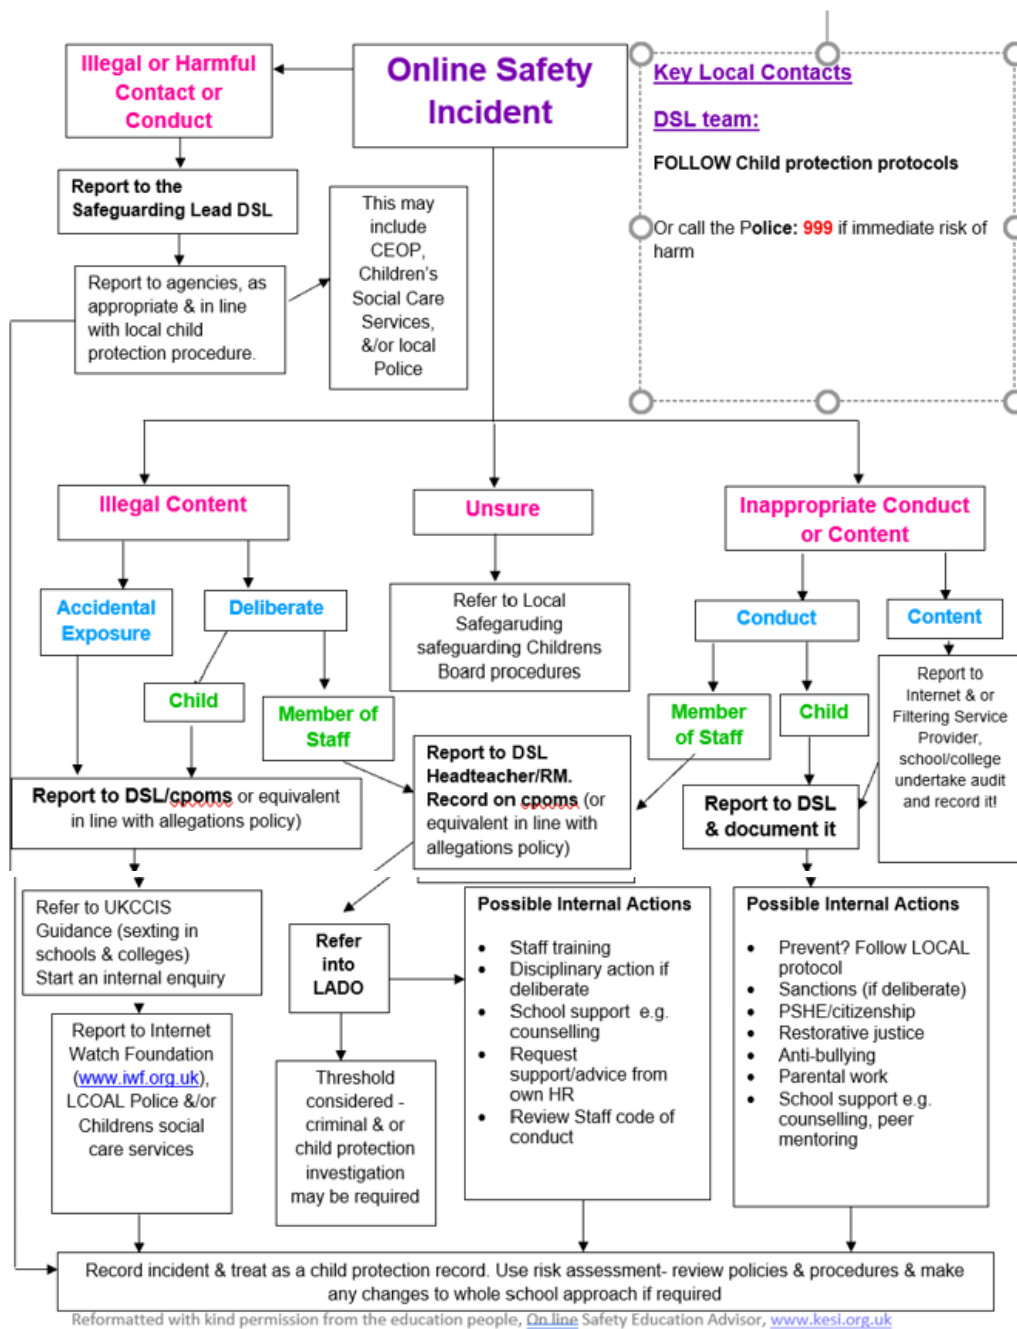 Illegal or Harmful
Contact or
Conduct
Online Safety
Incident
Key Local Contacts
DSL team:
FOLLOW Child protection protocols
Or call the Police: 999 if immediate risk of
harm
Report to the
Safeguarding Lead DSL
This may
include
CEOP,
Children's
Social Care
Services,
&/or local
Police
Report to agencies, as
appropriate & in line
with local child
protection procedure.
Illegal Content
Unsure
Inappropriate Conduct
or Content
Accidental
Exposure
Deliberate
Refer to Local
Safegaruding
safeguarding Childrens
Board procedures
Conduct
Content
Child
Member of
Staff
Member
of Staff
Child
Report to
Internet & or
Filtering Service
Provider,
school/college
undertake audit
and record it!
Report to DSL/cpoms or equivalent
in line with allegations policy)
Report to DSL
Headteacher/RM.
Record on cpoms (or
equivalent in line with
allegations policy)
Report to DSL
& document it
Refer to UKCCIS
Guidance (sexting in
schools & colleges)
Start an internal enquiry
Refer
into
LADO
Possible Internal Actions
• Staff training
• Disciplinary action if
deliberate
• School support e.g.
counselling
• Request
support/advice from
own HR
• Review Staff code of
conduct
Possible Internal Actions
• Prevent? Follow LOCAL
protocol
• Sanctions (if deliberate)
• PSHE/citizenship
• Restorative justice
• Anti-bullying
• Parental work
• School support e.g.
counselling, peer
mentoring
Report to Internet
Watch Foundation
(www.iwf.org.uk),
LCOAL Police &/or
Childrens social
care services
Threshold
considered -
criminal & or
child protection
investigation
may be required
Record incident & treat as a child protection record. Use risk assessment- review policies & procedures & make
any changes to whole school approach if required
Reformatted with kind permission from the education people, On line Safety Education Advisor, www.kesi.org.uk